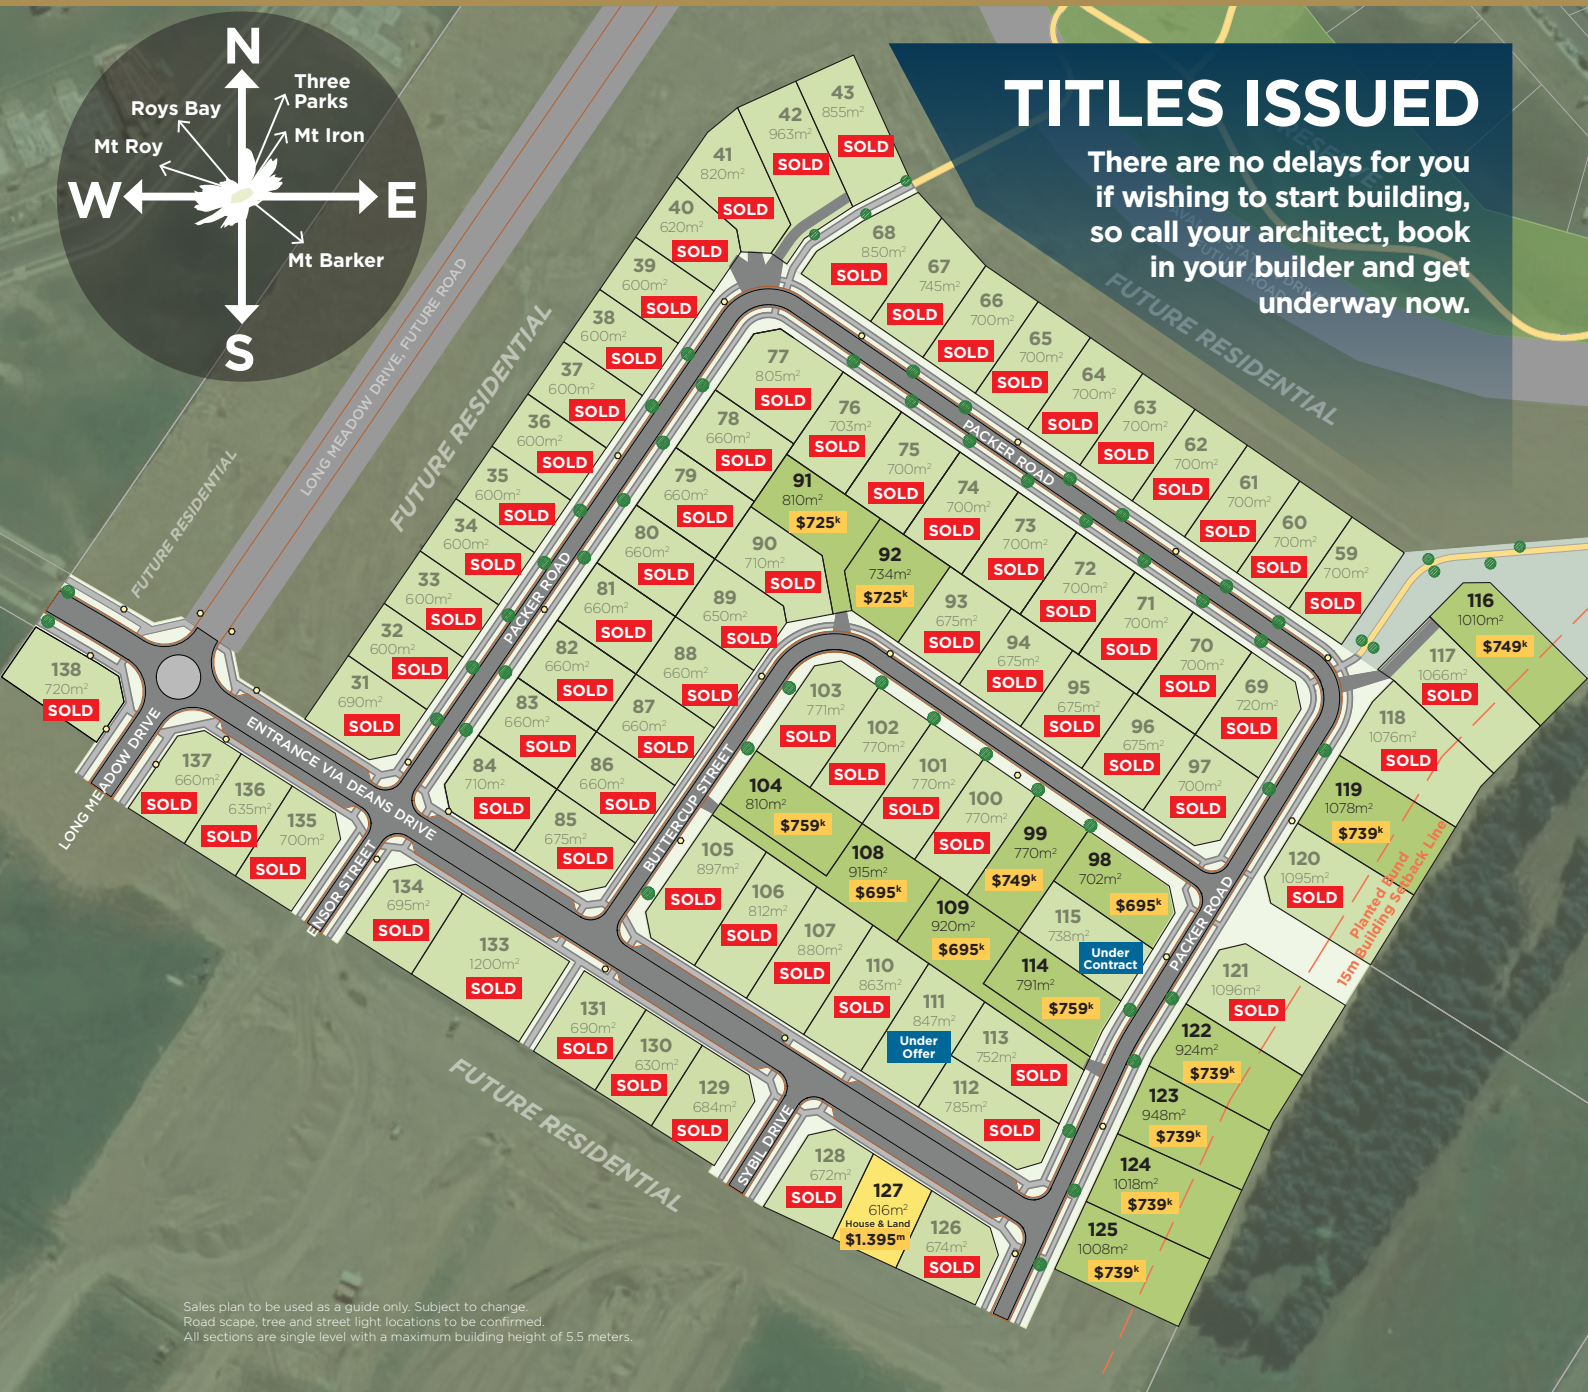 N
Three
Parks
Roys Bay
Mt Iron
Mt Roy
W
E
Mt Barker
S
TITLES ISSUED
There are no delays for you
if wishing to start building,
so call your architect, book
in your builder and get
underway now.
FUTURE RESIDENTIAL
FUTURE RESIDENTIAL
FUTURE RESIDENTIAL
FUTURE RESIDENTIAL
LONG MEADOW DRIVE, FUTURE ROAD
LONG MEADOW DRIVE
ENTRANCE VIA DEANS DRIVE
ENSOR STREET
PACKER ROAD
PACKER ROAD
PACKER ROAD
BUTTERCUP STREET
SYBIL DRIVE
Planted Bund
15m Building Setback Line
31
690m²
SOLD
32
600m²
SOLD
33
600m²
SOLD
34
600m²
SOLD
35
600m²
SOLD
36
600m²
SOLD
37
600m²
SOLD
38
600m²
SOLD
39
600m²
SOLD
40
620m²
SOLD
41
820m²
SOLD
42
963m²
SOLD
43
855m²
SOLD
59
700m²
SOLD
60
700m²
SOLD
61
700m²
SOLD
62
700m²
SOLD
63
700m²
SOLD
64
700m²
SOLD
65
700m²
SOLD
66
700m²
SOLD
67
745m²
SOLD
68
850m²
SOLD
69
720m²
SOLD
70
700m²
SOLD
71
700m²
SOLD
72
700m²
SOLD
73
700m²
SOLD
74
700m²
SOLD
75
700m²
SOLD
76
703m²
SOLD
77
805m²
SOLD
78
660m²
SOLD
79
660m²
SOLD
80
660m²
SOLD
81
660m²
SOLD
82
660m²
SOLD
83
660m²
SOLD
84
710m²
SOLD
85
675m²
SOLD
86
660m²
SOLD
87
660m²
SOLD
88
660m²
SOLD
89
650m²
SOLD
90
710m²
SOLD
91
810m²
$725ᵏ
92
734m²
$725ᵏ
93
675m²
SOLD
94
675m²
SOLD
95
675m²
SOLD
96
675m²
SOLD
97
700m²
SOLD
98
702m²
$695ᵏ
99
770m²
$749ᵏ
100
770m²
SOLD
101
770m²
SOLD
102
770m²
SOLD
103
771m²
SOLD
104
810m²
$759ᵏ
105
897m²
SOLD
106
812m²
SOLD
107
880m²
SOLD
108
915m²
$695ᵏ
109
920m²
$695ᵏ
110
863m²
SOLD
111
847m²
Under
Offer
112
785m²
SOLD
113
752m²
SOLD
114
791m²
$759ᵏ
115
738m²
Under
Contract
116
1010m²
$749ᵏ
117
1066m²
SOLD
118
1076m²
SOLD
119
1078m²
$739ᵏ
120
1095m²
SOLD
121
1096m²
SOLD
122
924m²
$739ᵏ
123
948m²
$739ᵏ
124
1018m²
$739ᵏ
125
1008m²
$739ᵏ
126
674m²
SOLD
127
616m²
House & Land
$1.395ᵐ
128
672m²
SOLD
129
684m²
SOLD
130
630m²
SOLD
131
690m²
SOLD
133
1200m²
SOLD
134
695m²
SOLD
135
700m²
SOLD
136
635m²
SOLD
137
660m²
SOLD
138
720m²
SOLD
Sales plan to be used as a guide only. Subject to change.
Road scape, tree and street light locations to be confirmed.
All sections are single level with a maximum building height of 5.5 meters.